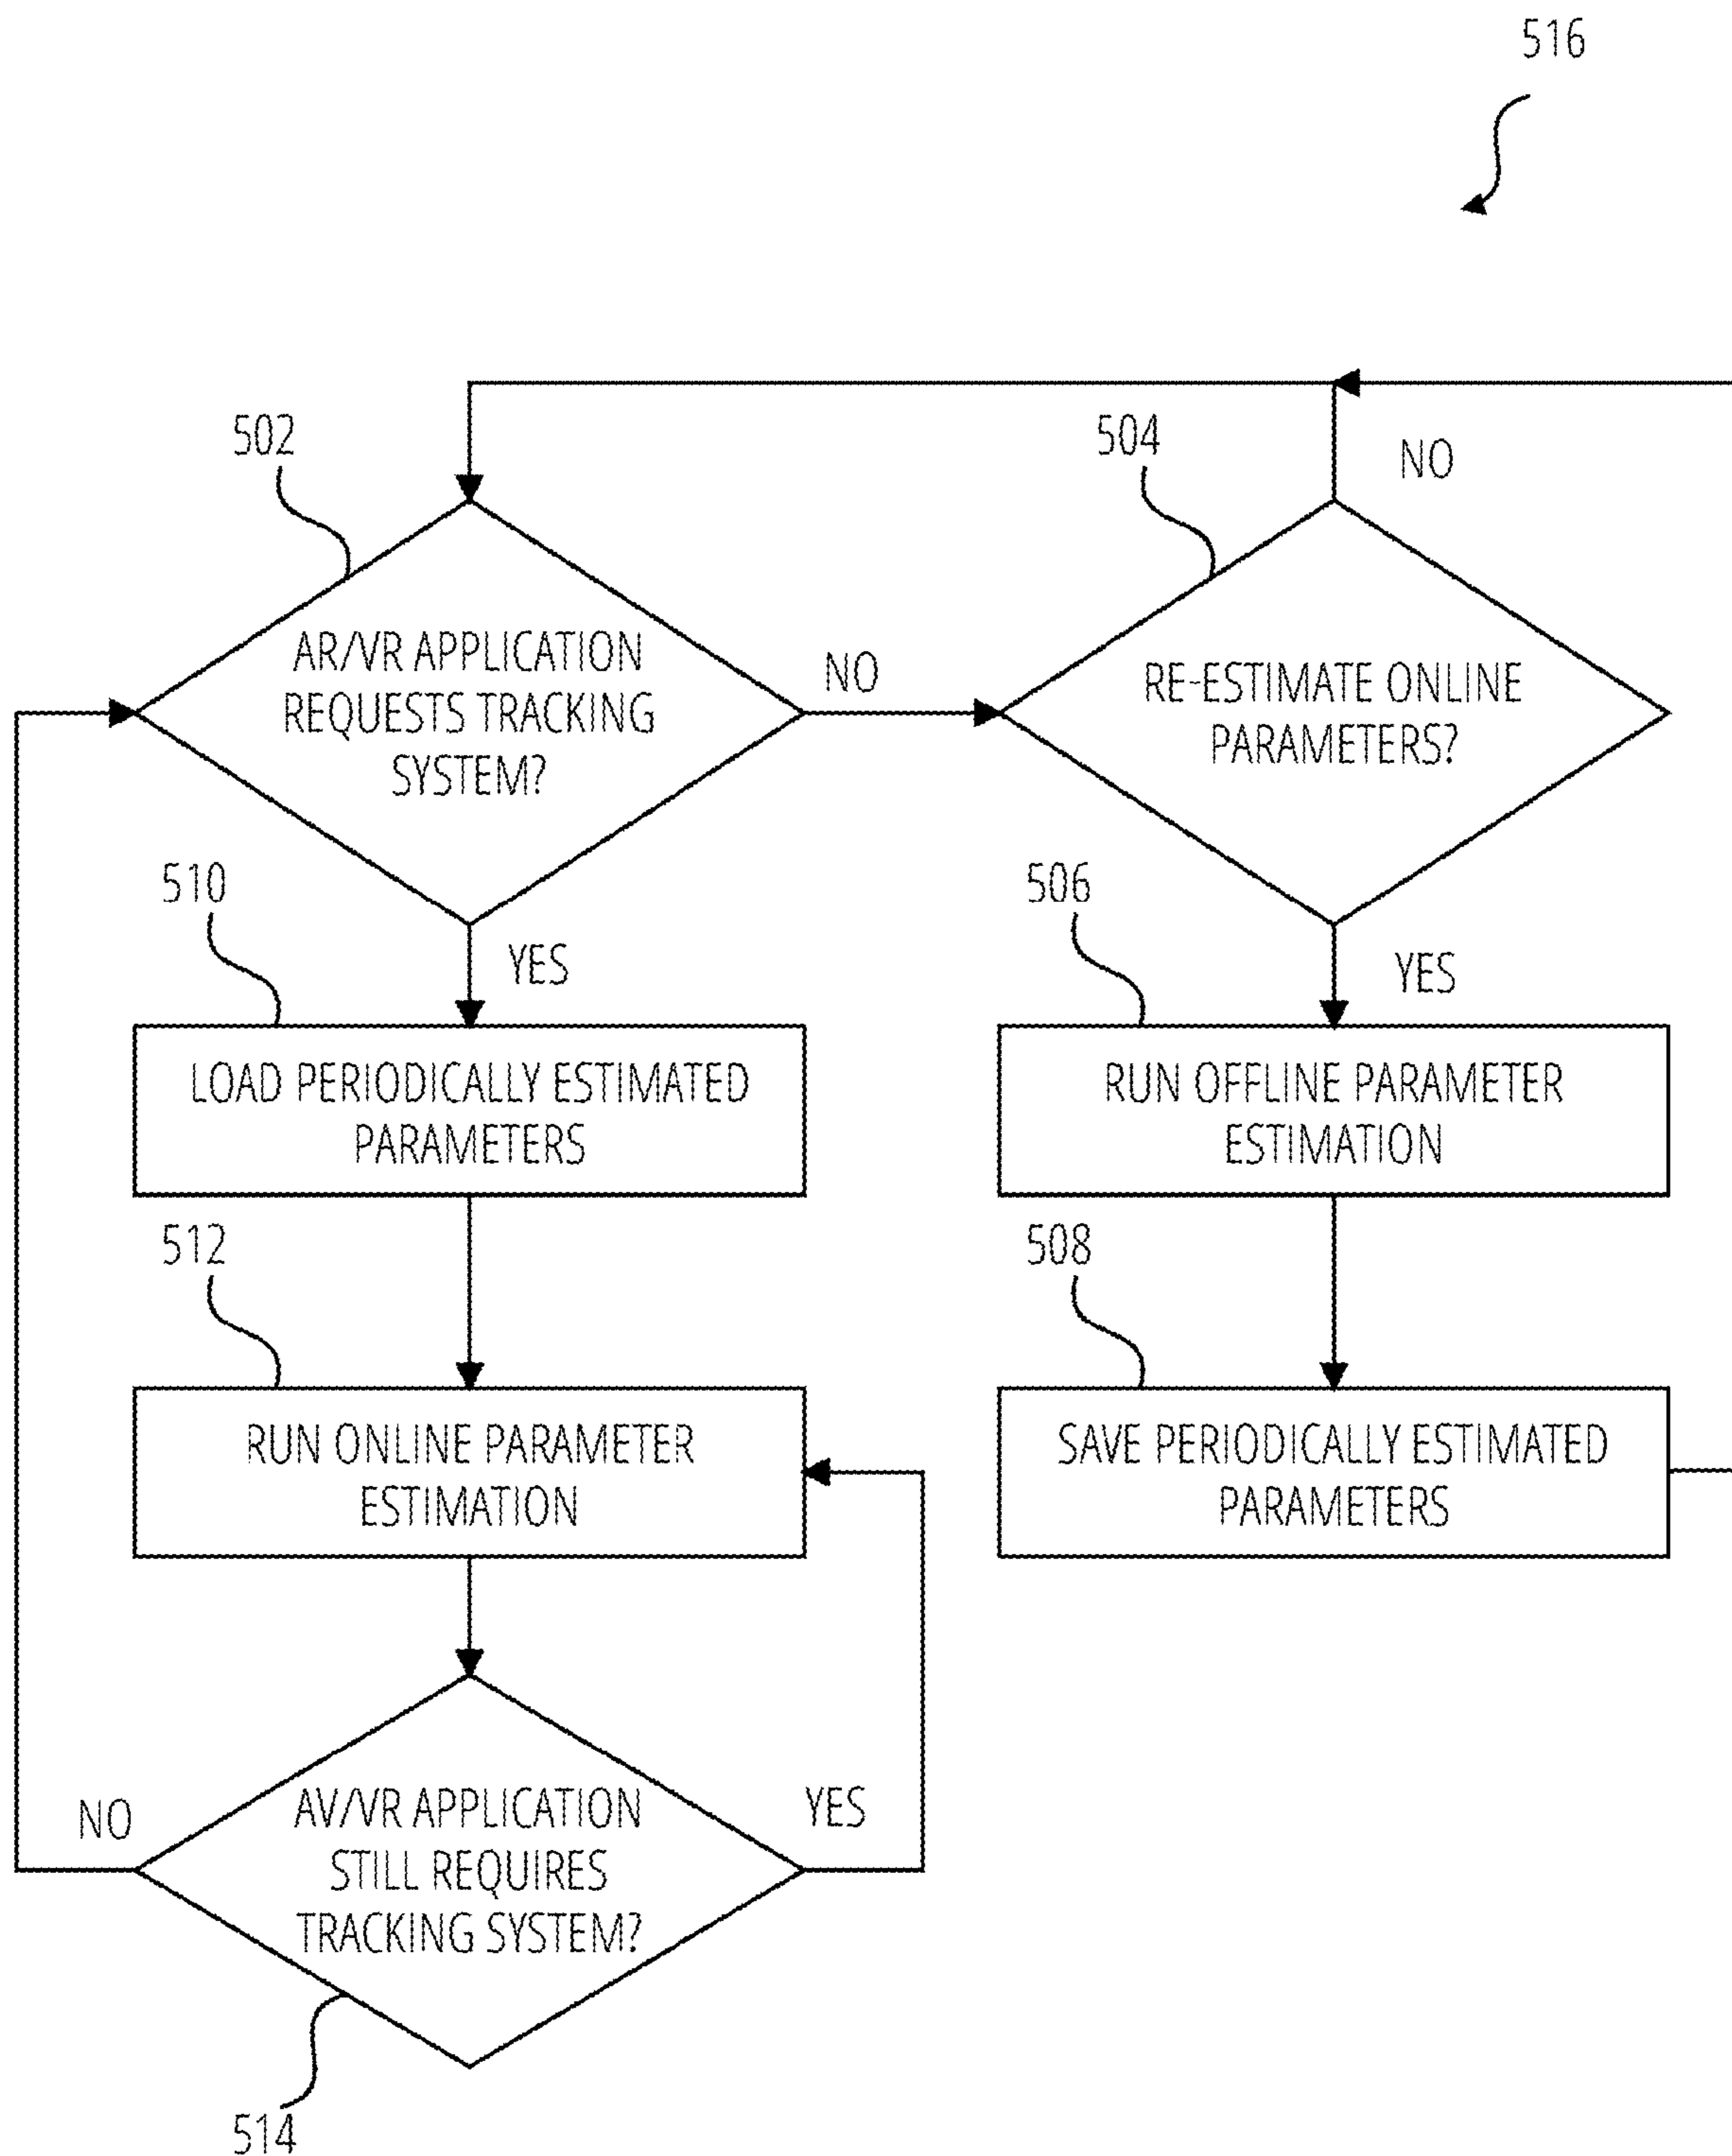 516
502
504
NO
AR/VR APPLICATION
REQUESTS TRACKING
SYSTEM?
NO
RE-ESTIMATE ONLINE
PARAMETERS?
510
YES
506
YES
LOAD PERIODICALLY ESTIMATED
PARAMETERS
RUN OFFLINE PARAMETER
ESTIMATION
512
508
RUN ONLINE PARAMETER
ESTIMATION
SAVE PERIODICALLY ESTIMATED
PARAMETERS
NO
AV/VR APPLICATION
STILL REQUIRES
TRACKING SYSTEM?
YES
514